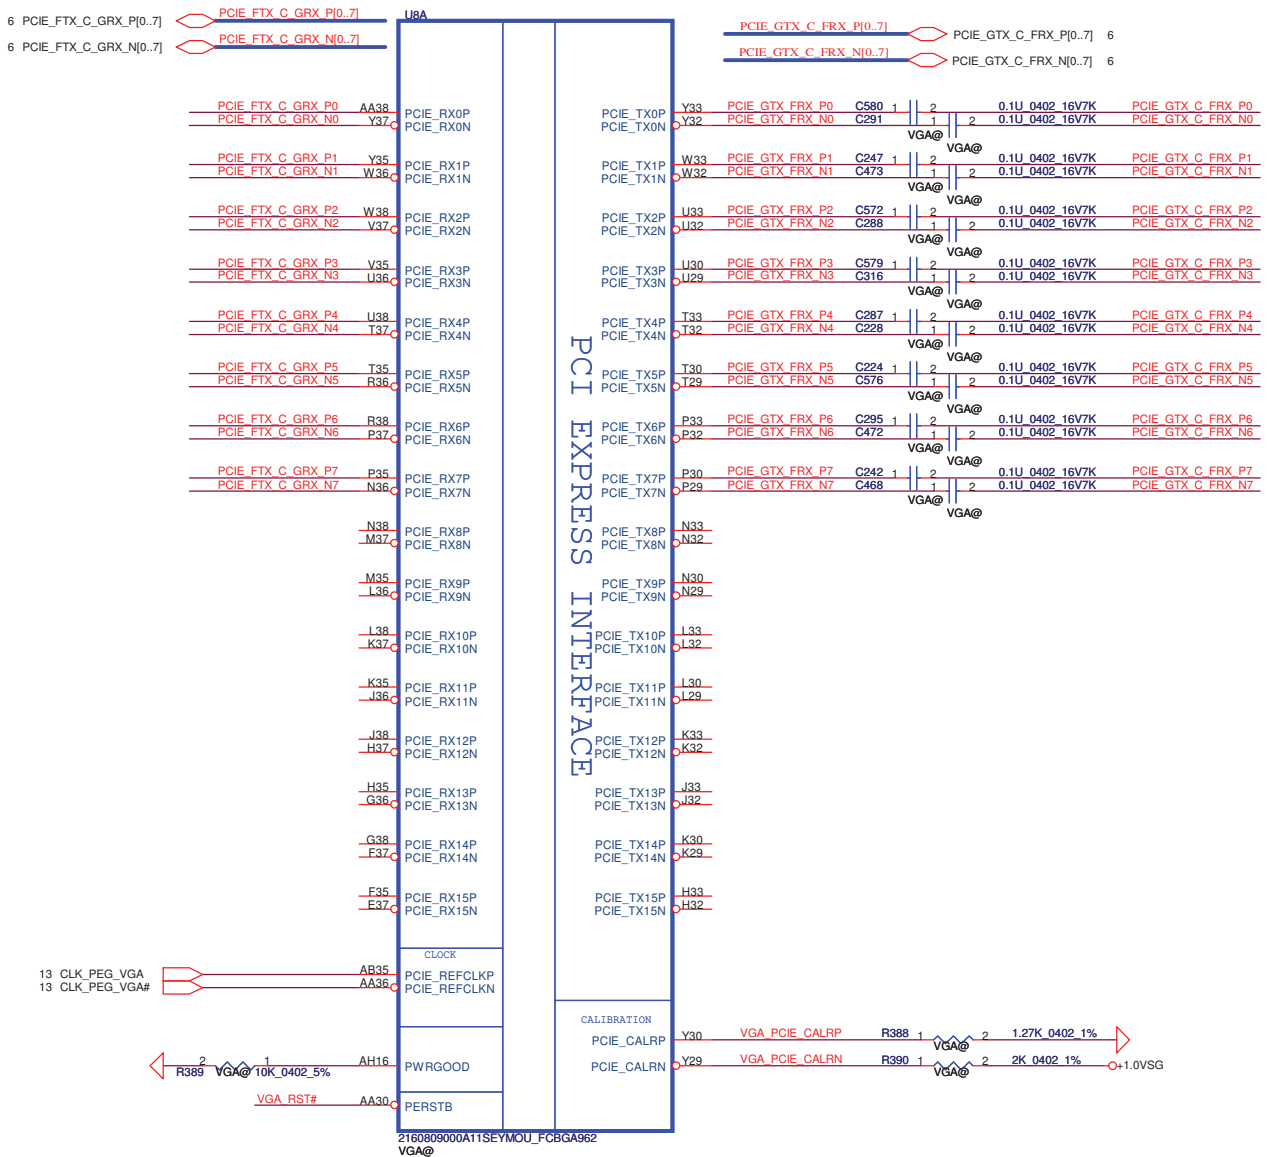 U8A
6 PCIE_FTX_C_GRX_P[0..7] PCIE_FTX_C_GRX_P[0..7]
6 PCIE_FTX_C_GRX_N[0..7] PCIE_FTX_C_GRX_N[0..7]
PCIE_GTX_C_FRX_P[0..7] PCIE_GTX_C_FRX_P[0..7] 6
PCIE_GTX_C_FRX_N[0..7] PCIE_GTX_C_FRX_N[0..7] 6
PCIE_FTX_C_GRX_P0 AA38 PCIE_RX0P PCIE_TX0P Y33 PCIE_GTX_FRX_P0 C580 1 2 0.1U_0402_16V7K PCIE_GTX_C_FRX_P0
PCIE_FTX_C_GRX_N0 Y37 PCIE_RX0N PCIE_TX0N Y32 PCIE_GTX_FRX_N0 C291 1 2 0.1U_0402_16V7K PCIE_GTX_C_FRX_N0
VGA@
VGA@
PCIE_FTX_C_GRX_P1 Y35 PCIE_RX1P PCIE_TX1P W33 PCIE_GTX_FRX_P1 C247 1 2 0.1U_0402_16V7K PCIE_GTX_C_FRX_P1
PCIE_FTX_C_GRX_N1 W36 PCIE_RX1N PCIE_TX1N W32 PCIE_GTX_FRX_N1 C473 1 2 0.1U_0402_16V7K PCIE_GTX_C_FRX_N1
VGA@
VGA@
PCIE_FTX_C_GRX_P2 W38 PCIE_RX2P PCIE_TX2P U33 PCIE_GTX_FRX_P2 C572 1 2 0.1U_0402_16V7K PCIE_GTX_C_FRX_P2
PCIE_FTX_C_GRX_N2 V37 PCIE_RX2N PCIE_TX2N U32 PCIE_GTX_FRX_N2 C288 1 2 0.1U_0402_16V7K PCIE_GTX_C_FRX_N2
VGA@
VGA@
PCIE_FTX_C_GRX_P3 V35 PCIE_RX3P PCIE_TX3P U30 PCIE_GTX_FRX_P3 C579 1 2 0.1U_0402_16V7K PCIE_GTX_C_FRX_P3
PCIE_FTX_C_GRX_N3 U36 PCIE_RX3N PCIE_TX3N U29 PCIE_GTX_FRX_N3 C316 1 2 0.1U_0402_16V7K PCIE_GTX_C_FRX_N3
VGA@
VGA@
PCIE_FTX_C_GRX_P4 U38 PCIE_RX4P PCIE_TX4P T33 PCIE_GTX_FRX_P4 C287 1 2 0.1U_0402_16V7K PCIE_GTX_C_FRX_P4
PCIE_FTX_C_GRX_N4 T37 PCIE_RX4N PCIE_TX4N T32 PCIE_GTX_FRX_N4 C228 1 2 0.1U_0402_16V7K PCIE_GTX_C_FRX_N4
VGA@
VGA@
PCIE_FTX_C_GRX_P5 T35 PCIE_RX5P PCIE_TX5P T30 PCIE_GTX_FRX_P5 C224 1 2 0.1U_0402_16V7K PCIE_GTX_C_FRX_P5
PCIE_FTX_C_GRX_N5 R36 PCIE_RX5N PCIE_TX5N T29 PCIE_GTX_FRX_N5 C576 1 2 0.1U_0402_16V7K PCIE_GTX_C_FRX_N5
VGA@
VGA@
PCIE_FTX_C_GRX_P6 R38 PCIE_RX6P PCIE_TX6P P33 PCIE_GTX_FRX_P6 C295 1 2 0.1U_0402_16V7K PCIE_GTX_C_FRX_P6
PCIE_FTX_C_GRX_N6 P37 PCIE_RX6N PCIE_TX6N P32 PCIE_GTX_FRX_N6 C472 1 2 0.1U_0402_16V7K PCIE_GTX_C_FRX_N6
VGA@
VGA@
PCIE_FTX_C_GRX_P7 P35 PCIE_RX7P PCIE_TX7P P30 PCIE_GTX_FRX_P7 C242 1 2 0.1U_0402_16V7K PCIE_GTX_C_FRX_P7
PCIE_FTX_C_GRX_N7 N36 PCIE_RX7N PCIE_TX7N P29 PCIE_GTX_FRX_N7 C468 1 2 0.1U_0402_16V7K PCIE_GTX_C_FRX_N7
VGA@
VGA@
PCI EXPRESS INTERFACE
N38 PCIE_RX8P PCIE_TX8P N33
M37 PCIE_RX8N PCIE_TX8N N32
M35 PCIE_RX9P PCIE_TX9P N30
L36 PCIE_RX9N PCIE_TX9N N29
L38 PCIE_RX10P PCIE_TX10P L33
K37 PCIE_RX10N PCIE_TX10N L32
K35 PCIE_RX11P PCIE_TX11P L30
J36 PCIE_RX11N PCIE_TX11N L29
J38 PCIE_RX12P PCIE_TX12P K33
H37 PCIE_RX12N PCIE_TX12N K32
H35 PCIE_RX13P PCIE_TX13P J33
G36 PCIE_RX13N PCIE_TX13N J32
G38 PCIE_RX14P PCIE_TX14P K30
F37 PCIE_RX14N PCIE_TX14N K29
F35 PCIE_RX15P PCIE_TX15P H33
E37 PCIE_RX15N PCIE_TX15N H32
CLOCK
13 CLK_PEG_VGA AB35 PCIE_REFCLKP
13 CLK_PEG_VGA# AA36 PCIE_REFCLKN
CALIBRATION
PCIE_CALRP Y30 VGA_PCIE_CALRP R388 1 2 1.27K_0402_1%
VGA@
PCIE_CALRN Y29 VGA_PCIE_CALRN R390 1 2 2K_0402_1% +1.0VSG
VGA@
2 1 AH16 PWRGOOD
R389 VGA@ 10K_0402_5%
VGA_RST# AA30 PERSTB
2160809000A11SEYMOU_FCBGA962
VGA@